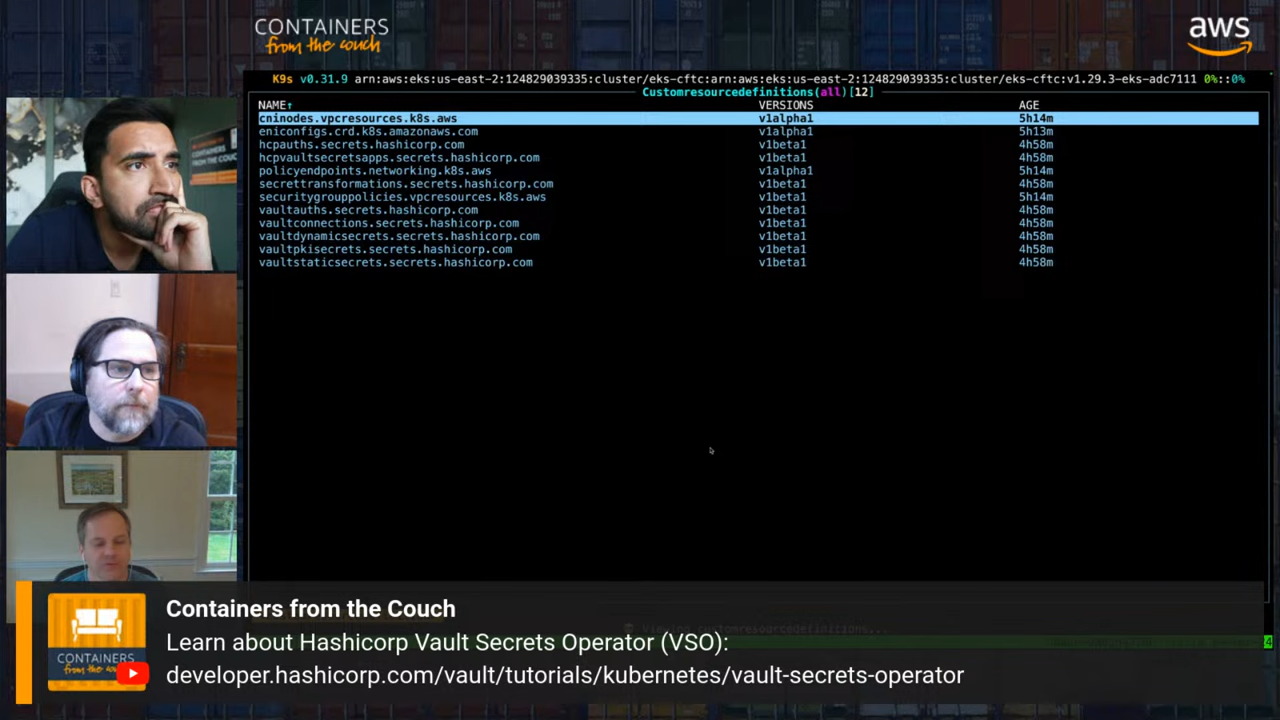 CONTAINERS
from the couch
aws
K9s v0.31.9 arn:aws:eks:us-east-2:124829039335:cluster/eks-cftc:arn:aws:eks:us-east-2:124829039335:cluster/eks-cftc:v1.29.3-eks-adc7111 0%::0%
Customresourcedefinitions(all)[12]
NAME↑ VERSIONS AGE
cninodes.vpcresources.k8s.aws v1alpha1 5h14m
eniconfigs.crd.k8s.amazonaws.com v1alpha1 5h13m
hcpauths.secrets.hashicorp.com v1beta1 4h58m
hcpvaultsecretsapps.secrets.hashicorp.com v1beta1 4h58m
policyendpoints.networking.k8s.aws v1alpha1 5h14m
secrettransformations.secrets.hashicorp.com v1beta1 4h58m
securitygrouppolicies.vpcresources.k8s.aws v1beta1 5h14m
vaultauths.secrets.hashicorp.com v1beta1 4h58m
vaultconnections.secrets.hashicorp.com v1beta1 4h58m
vaultdynamicsecrets.secrets.hashicorp.com v1beta1 4h58m
vaultpkisecrets.secrets.hashicorp.com v1beta1 4h58m
vaultstaticsecrets.secrets.hashicorp.com v1beta1 4h58m
Viewing customresourcedefinitions...
CONTAINERS
from the couch
Containers from the Couch
Learn about Hashicorp Vault Secrets Operator (VSO):
developer.hashicorp.com/vault/tutorials/kubernetes/vault-secrets-operator